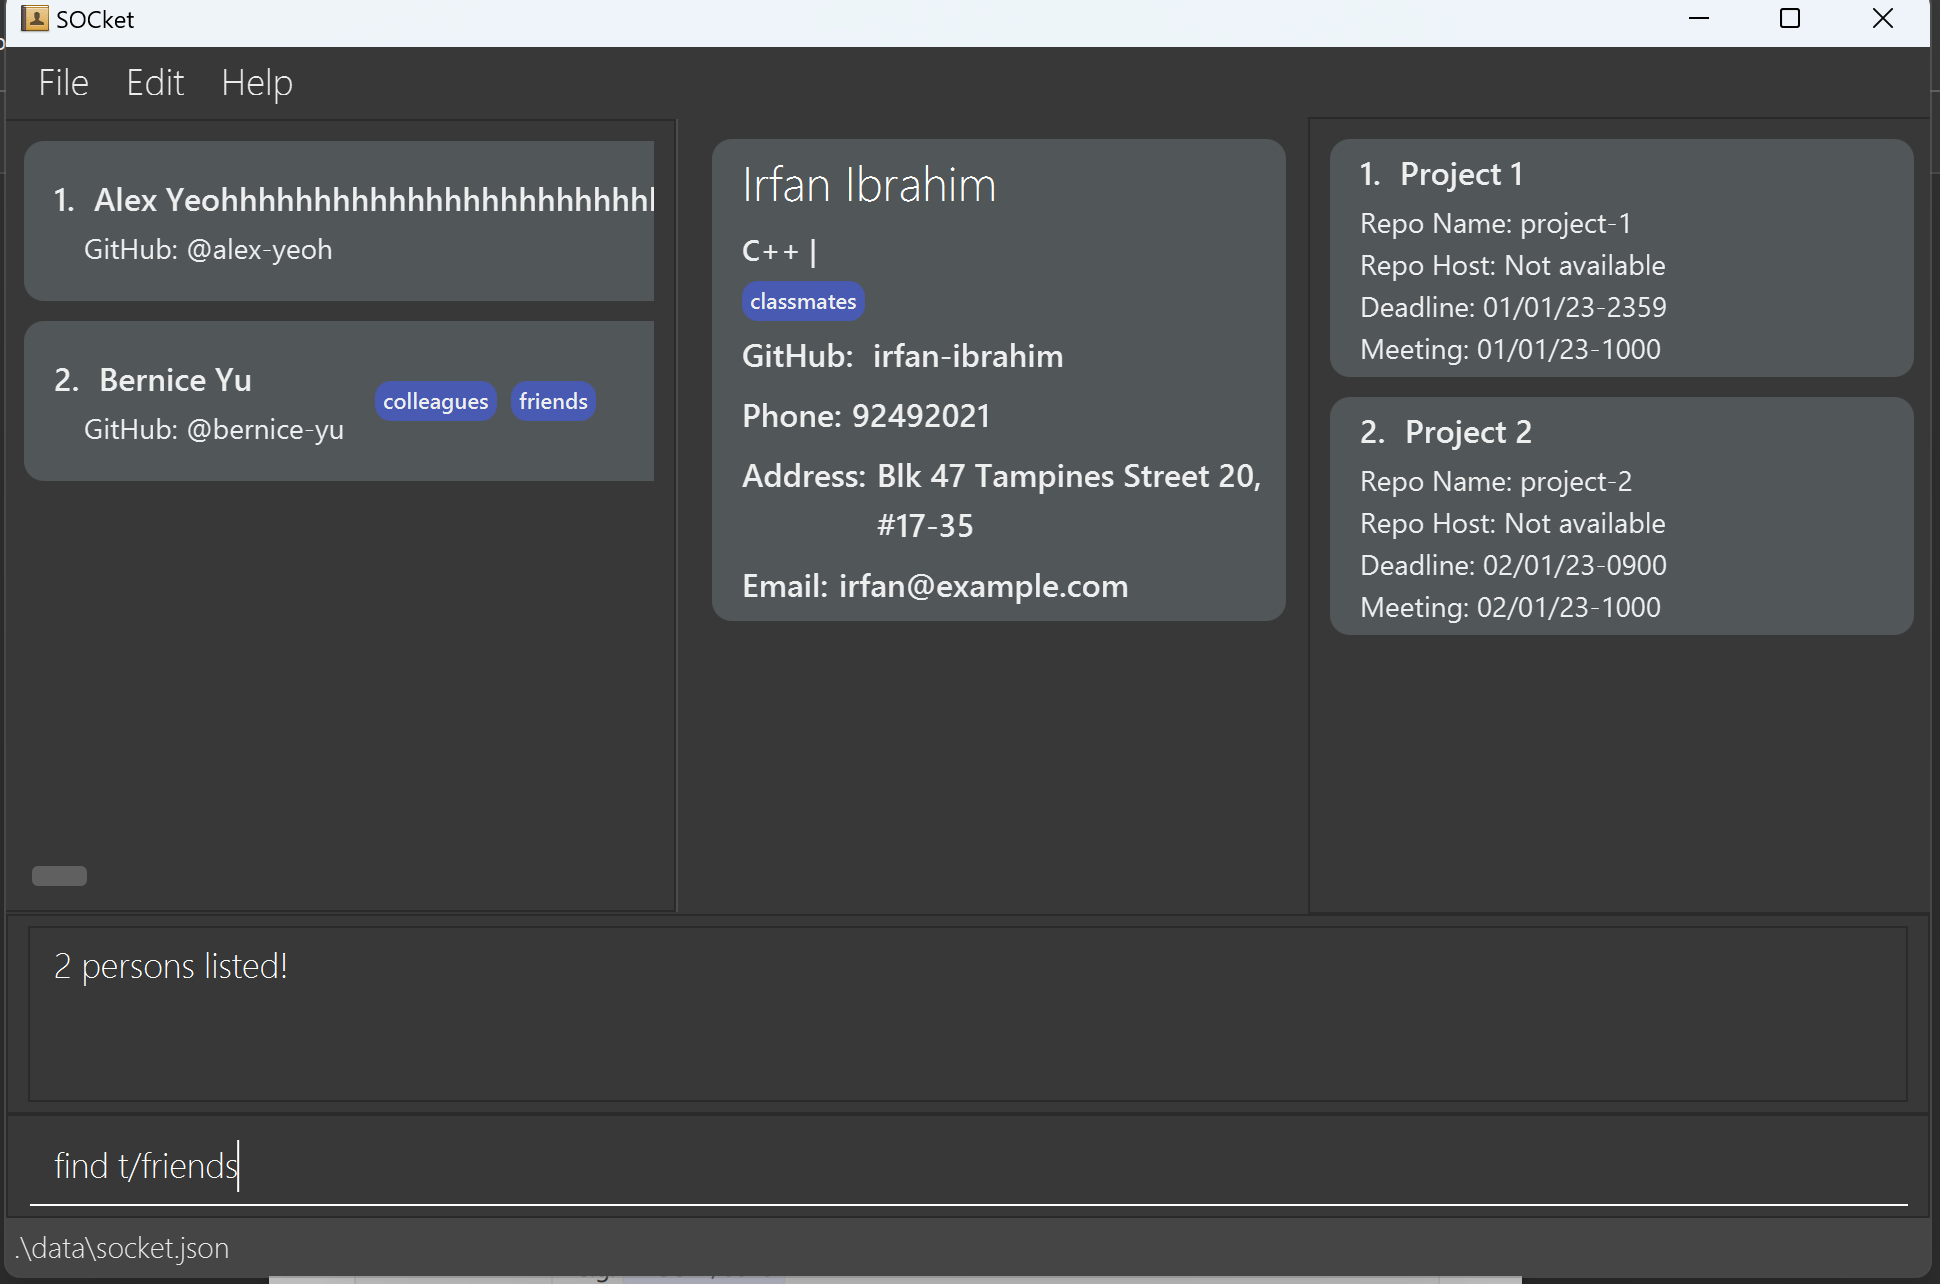 SOCket
File Edit Help
1. Alex Yeohhhhhhhhhhhhhhhhhhhhhhh
GitHub: @alex-yeoh
2. Bernice Yu
colleagues friends
GitHub: @bernice-yu
Irfan Ibrahim
C++ |
classmates
GitHub: irfan-ibrahim
Phone: 92492021
Address: Blk 47 Tampines Street 20,
#17-35
Email: irfan@example.com
1. Project 1
Repo Name: project-1
Repo Host: Not available
Deadline: 01/01/23-2359
Meeting: 01/01/23-1000
2. Project 2
Repo Name: project-2
Repo Host: Not available
Deadline: 02/01/23-0900
Meeting: 02/01/23-1000
2 persons listed!
find t/friends
.\data\socket.json